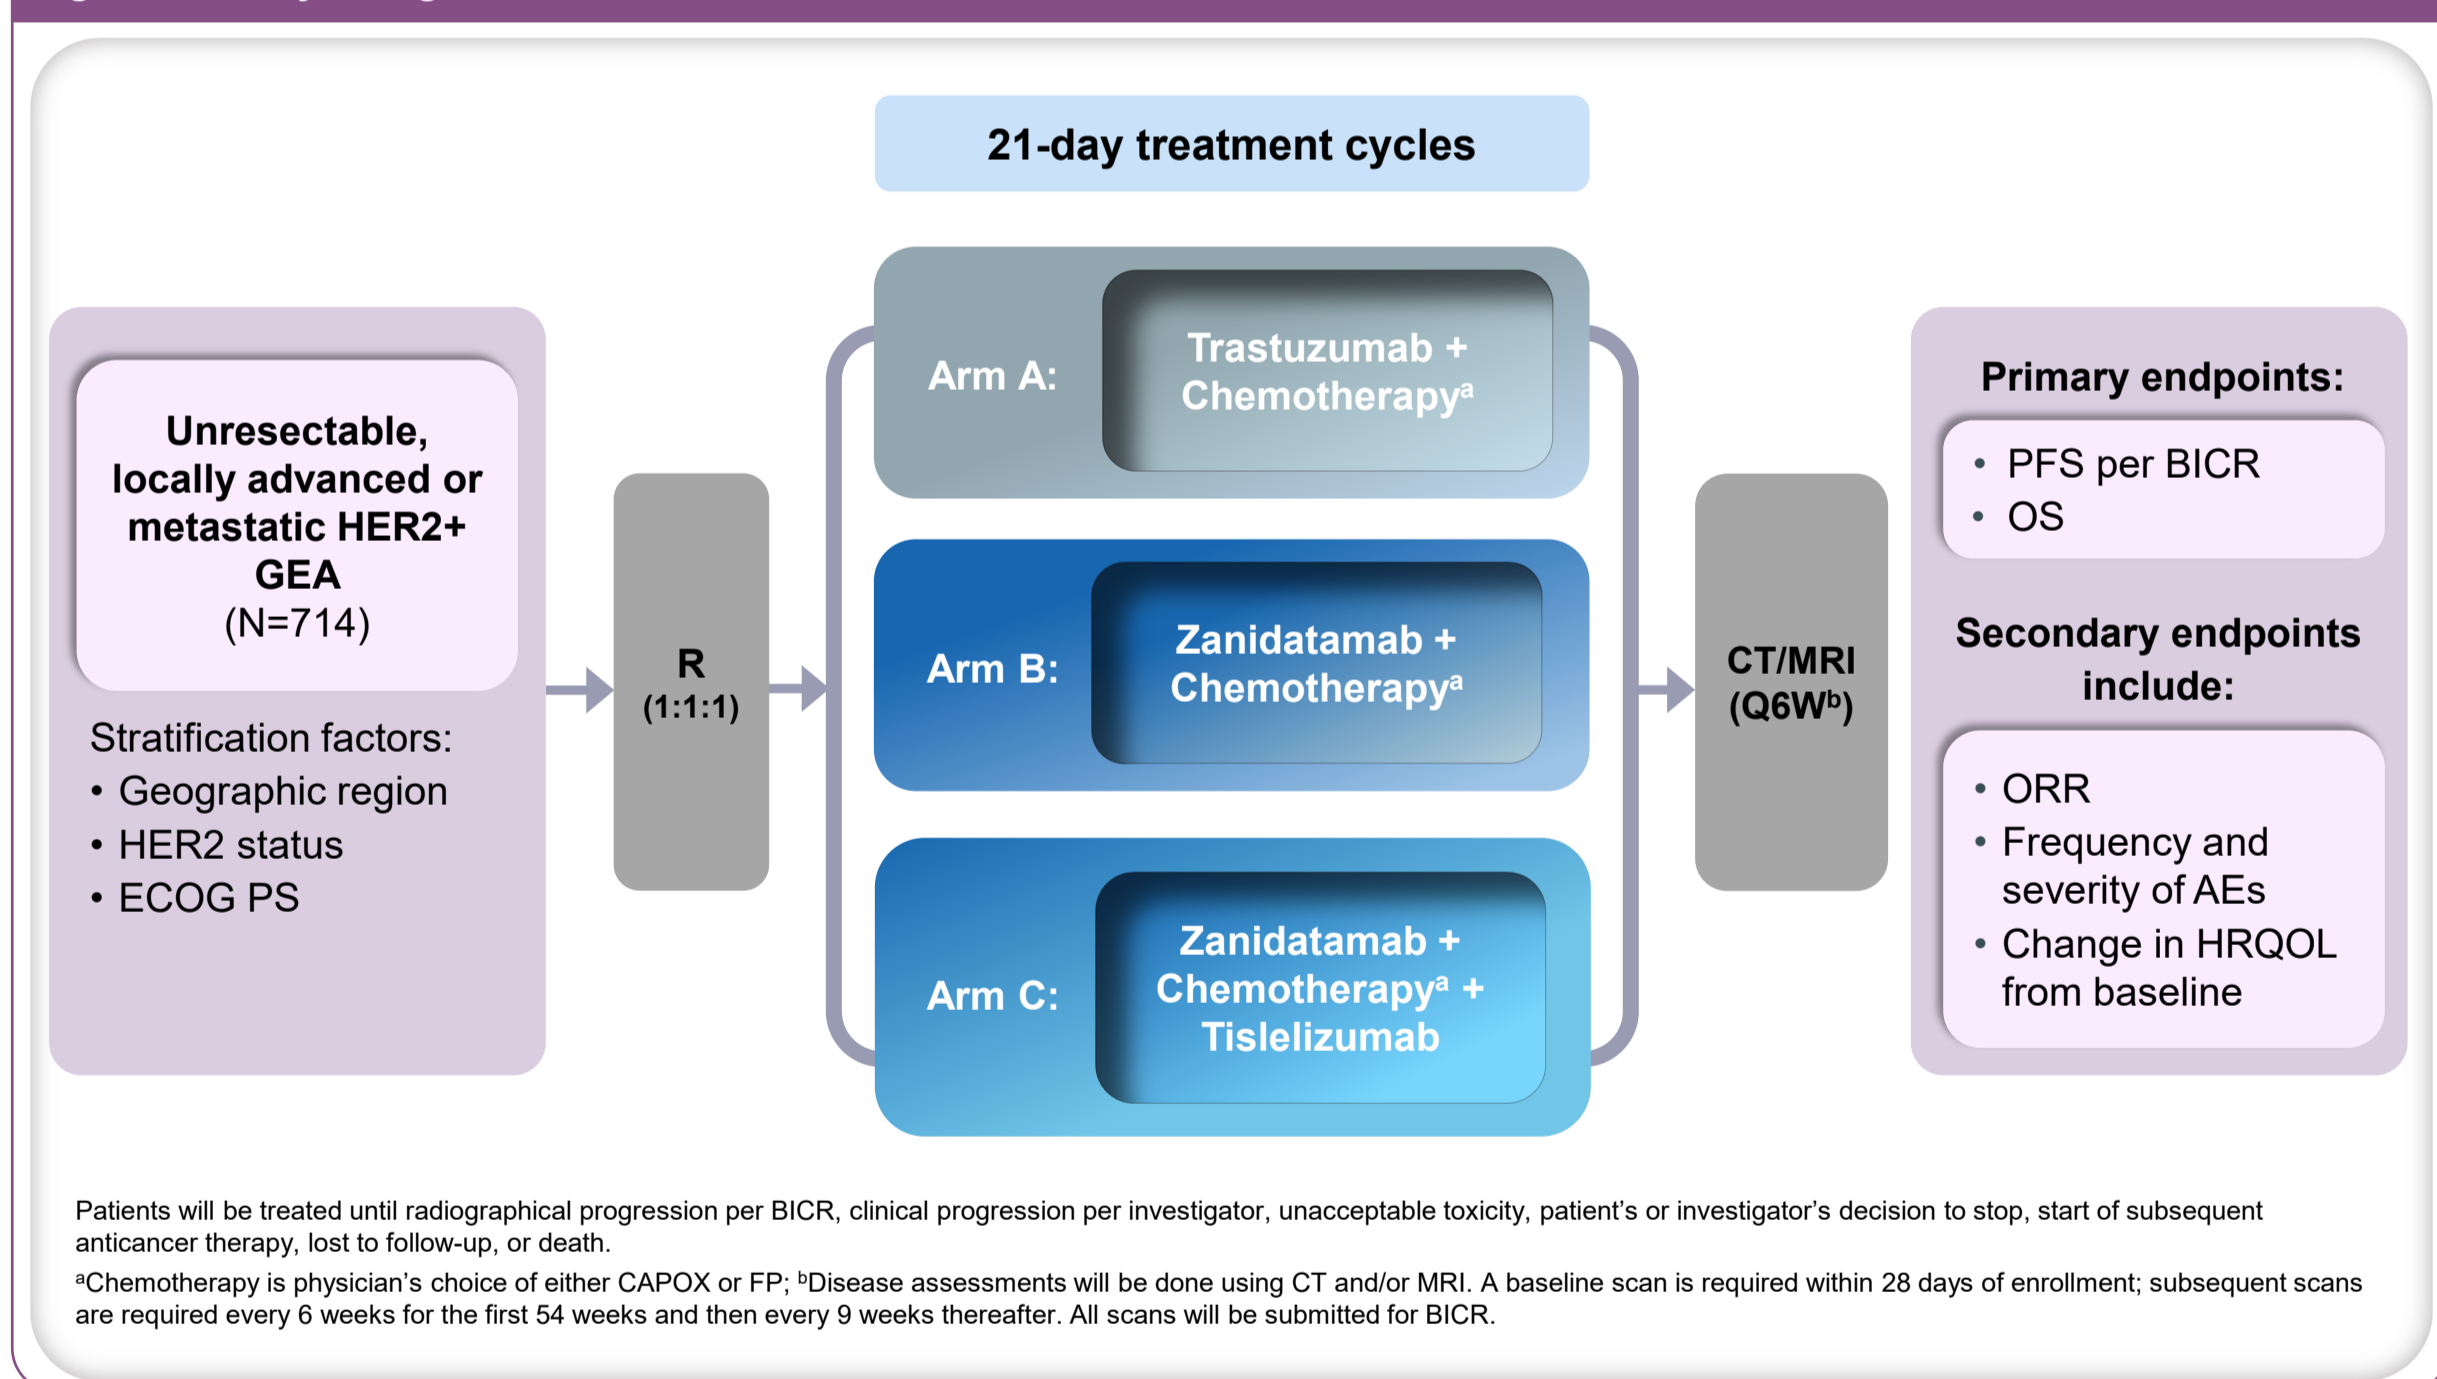 21-day treatment cycles
Unresectable,
locally advanced or
metastatic HER2+
GEA
(N=714)
Stratification factors:
• Geographic region
• HER2 status
• ECOG PS
R
(1:1:1)
Arm A:
Trastuzumab +
Chemotherapyᵃ
Arm B:
Zanidatamab +
Chemotherapyᵃ
Arm C:
Zanidatamab +
Chemotherapyᵃ +
Tislelizumab
CT/MRI
(Q6Wᵇ)
Primary endpoints:
• PFS per BICR
• OS
Secondary endpoints
include:
• ORR
• Frequency and
severity of AEs
• Change in HRQOL
from baseline
Patients will be treated until radiographical progression per BICR, clinical progression per investigator, unacceptable toxicity, patient’s or investigator’s decision to stop, start of subsequent
anticancer therapy, lost to follow-up, or death.
ᵃChemotherapy is physician’s choice of either CAPOX or FP; ᵇDisease assessments will be done using CT and/or MRI. A baseline scan is required within 28 days of enrollment; subsequent scans
are required every 6 weeks for the first 54 weeks and then every 9 weeks thereafter. All scans will be submitted for BICR.